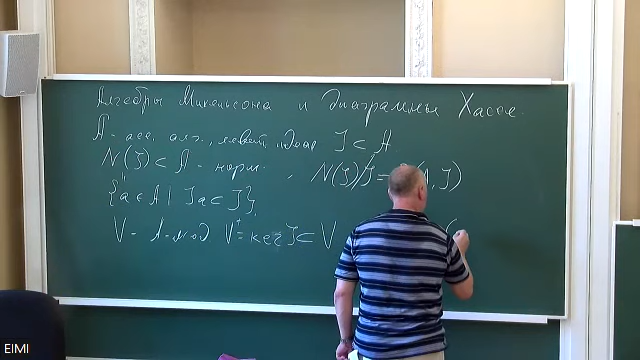 Алгебры Микельсона и диаграммы Хассе.
A - асс. алг., левый идеал J ⊂ A.
N(J) ⊂ A - норм., N(J)/J =
{a ∈ A | Ja ⊂ J},
V - A-мод V⁺ = ker J ⊂ V
EIMI